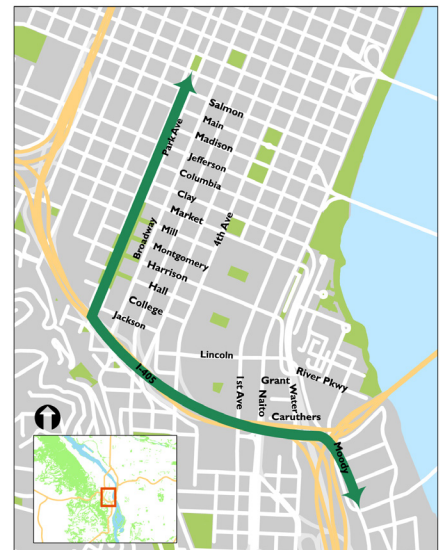 Salmon
Main
Park Ave
Madison
Jefferson
Columbia
Clay
Market
4th Ave
Broadway
Mill
Montgomery
Harrison
Hall
College
Jackson
Lincoln
I-405
1st Ave
Naito
Grant
Water
River Pkwy
Caruthers
Moody